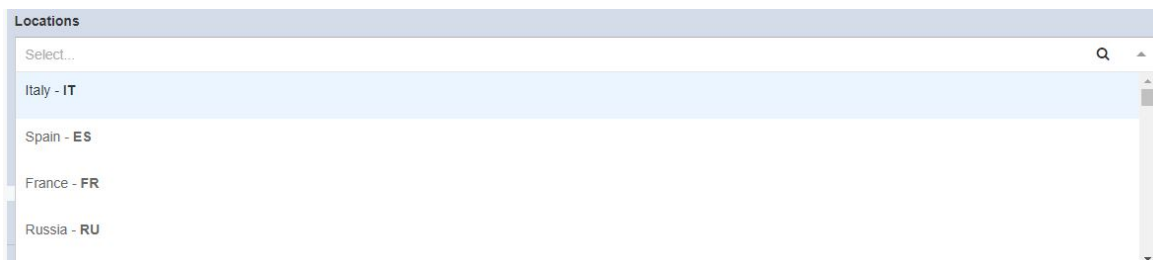 Locations
Select...
Italy - IT
Spain - ES
France - FR
Russia - RU